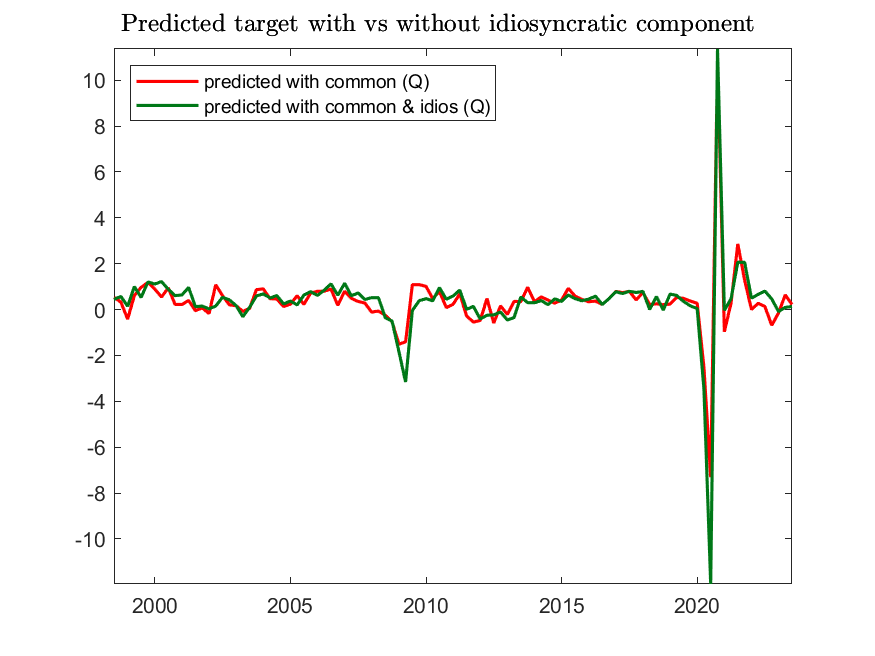 Predicted target with vs without idiosyncratic component
predicted with common (Q)
predicted with common & idios (Q)
10
8
6
4
2
0
-2
-4
-6
-8
-10
2000 2005 2010 2015 2020